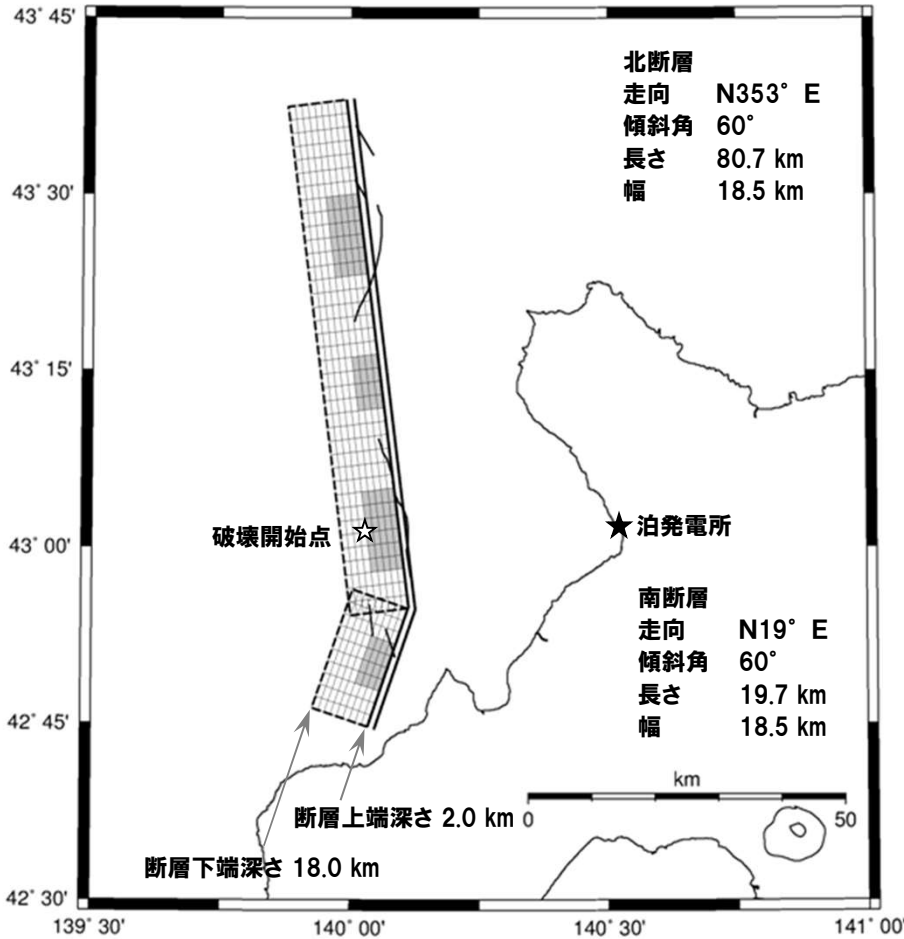 43° 45'
北断層
走向 N353° E
傾斜角 60°
長さ 80.7 km
幅 18.5 km
43° 30'
43° 15'
破壊開始点
泊発電所
43° 00'
南断層
走向 N19° E
傾斜角 60°
長さ 19.7 km
幅 18.5 km
42° 45'
km
0 50
断層上端深さ 2.0 km
断層下端深さ 18.0 km
42° 30'
139° 30' 140° 00' 140° 30' 141° 00'